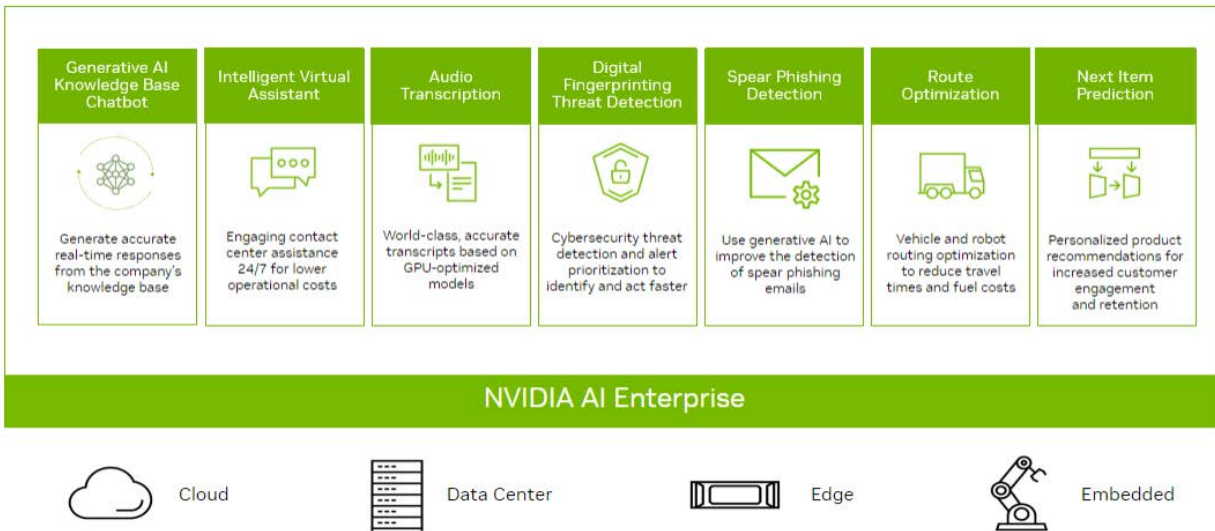 Generative AI
Knowledge Base
Chatbot
Generate accurate
real-time responses
from the company's
knowledge base
Intelligent Virtual
Assistant
Engaging contact
center assistance
24/7 for lower
operational costs
Audio
Transcription
World-class, accurate
transcripts based on
GPU-optimized
models
Digital
Fingerprinting
Threat Detection
Cybersecurity threat
detection and alert
prioritization to
identify and act faster
Spear Phishing
Detection
Use generative AI to
improve the detection
of spear phishing
emails
Route
Optimization
Vehicle and robot
routing optimization
to reduce travel
times and fuel costs
Next Item
Prediction
Personalized product
recommendations for
increased customer
engagement
and retention
NVIDIA AI Enterprise
Cloud
Data Center
Edge
Embedded